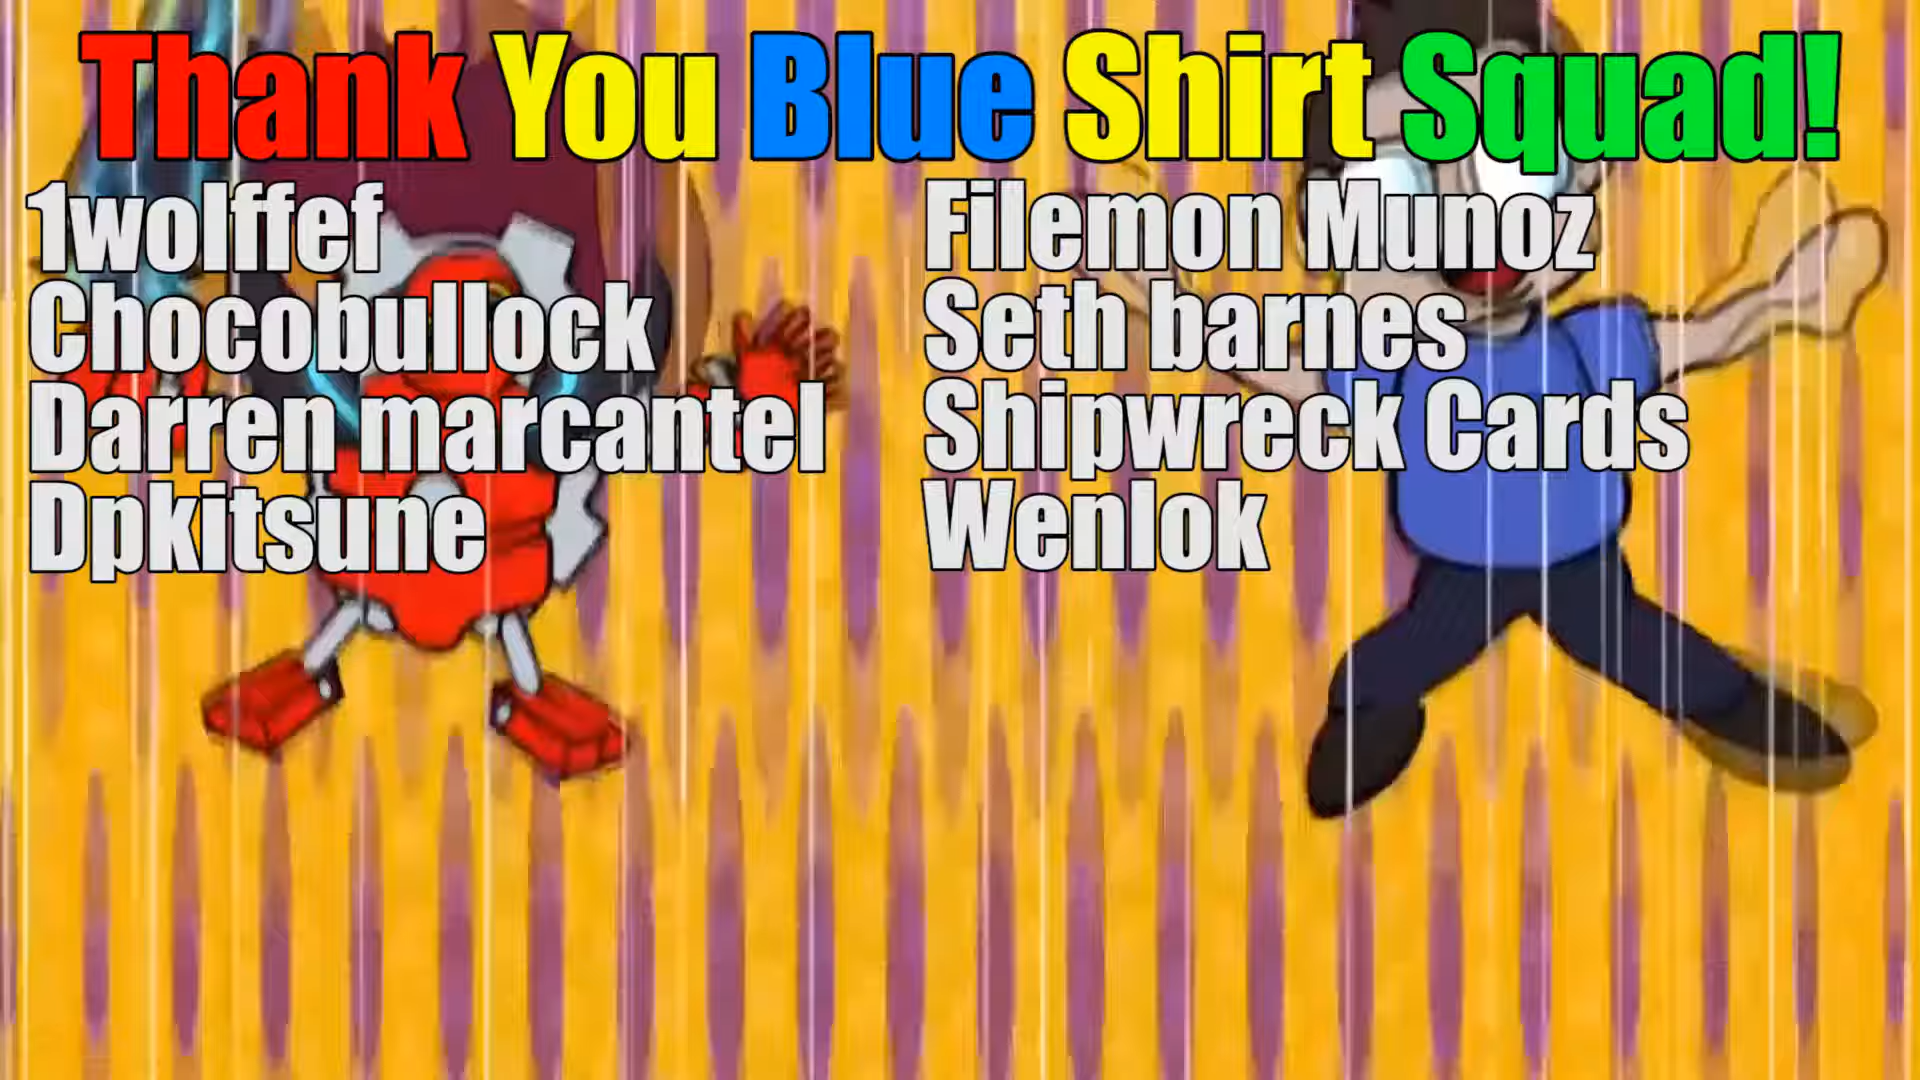 Thank You Blue Shirt Squad!
1wolffef
Chocobullock
Darren marcantel
Dpkitsune
Filemon Munoz
Seth barnes
Shipwreck Cards
Wenlok